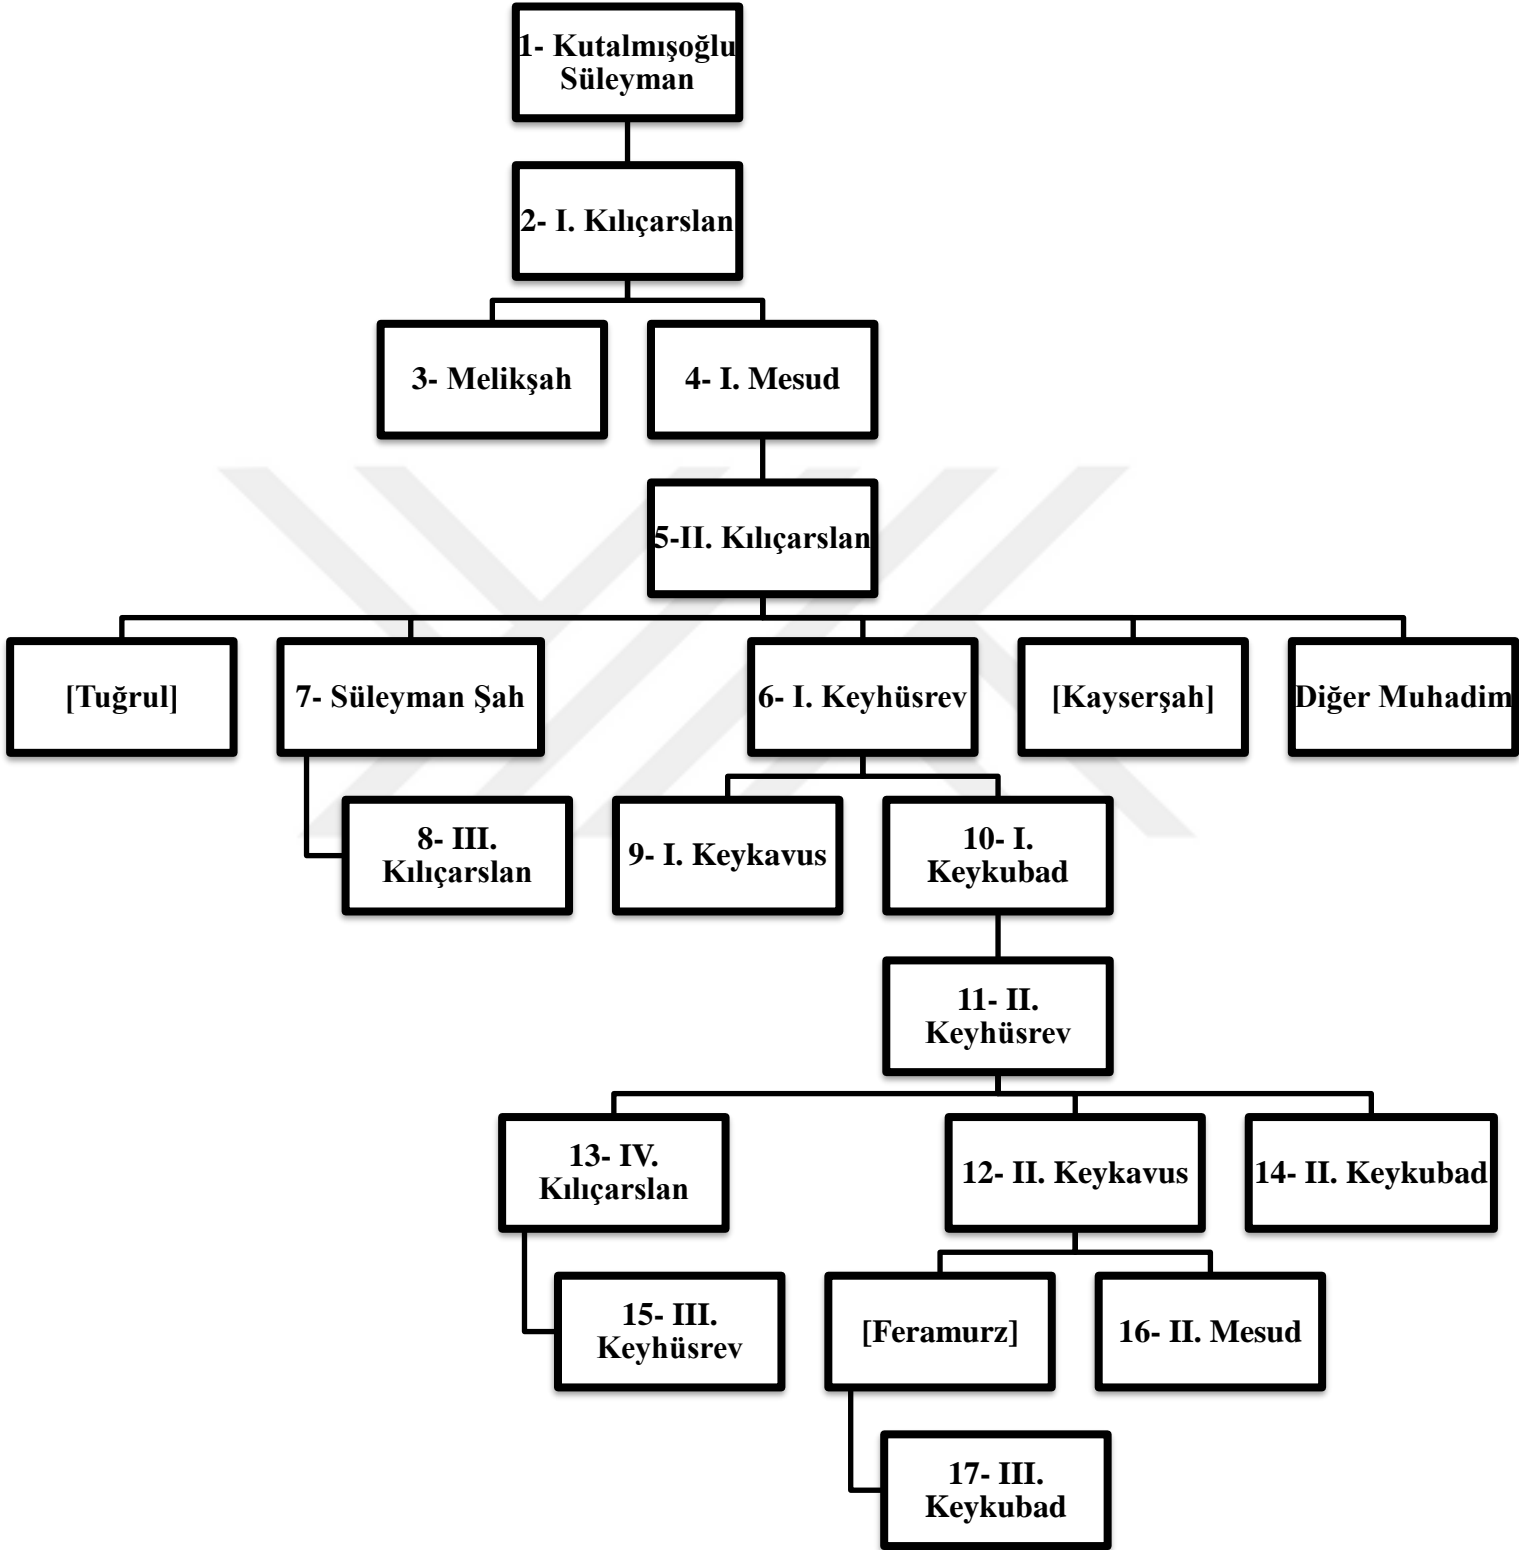 1- Kutalmışoğlu
Süleyman
2- I. Kılıçarslan
3- Melikşah
4- I. Mesud
5-II. Kılıçarslan
[Tuğrul]
7- Süleyman Şah
6- I. Keyhüsrev
[Kayserşah]
Diğer Muhadim
8- III.
Kılıçarslan
9- I. Keykavus
10- I.
Keykubad
11- II.
Keyhüsrev
13- IV.
Kılıçarslan
12- II. Keykavus
14- II. Keykubad
15- III.
Keyhüsrev
[Feramurz]
16- II. Mesud
17- III.
Keykubad